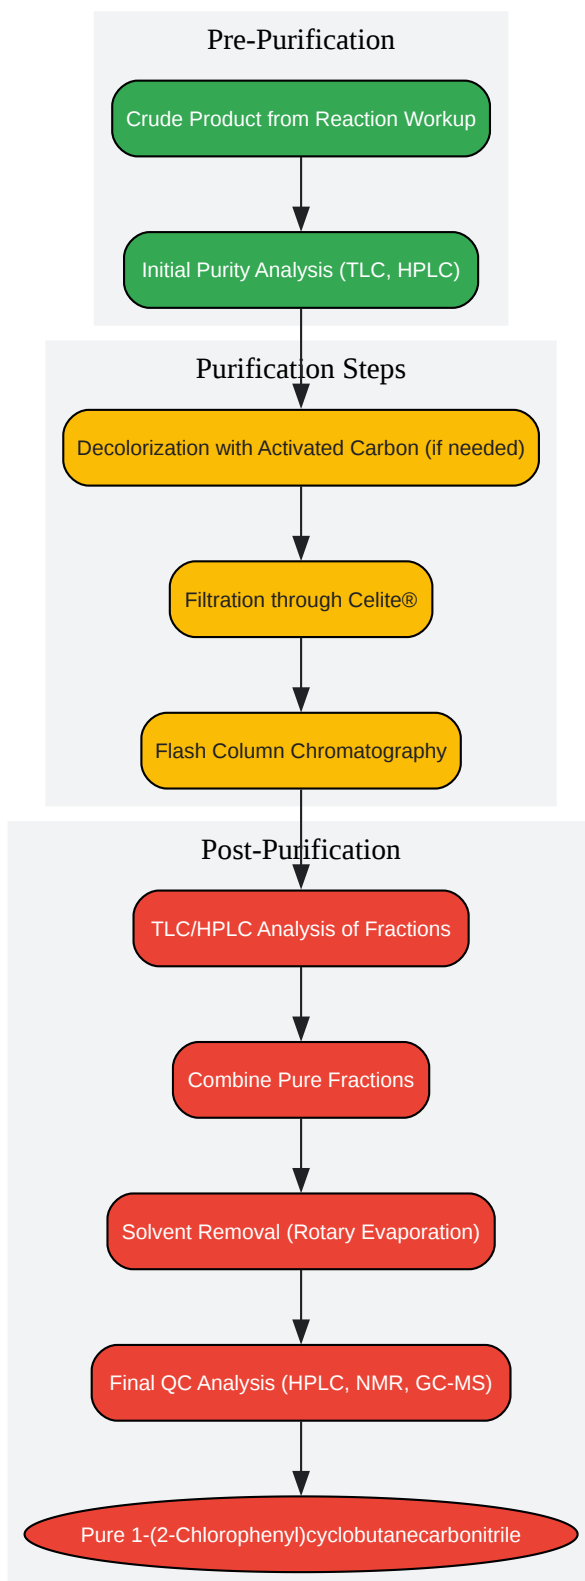 Pre-Purification
Crude Product from Reaction Workup
Initial Purity Analysis (TLC, HPLC)
Purification Steps
Decolorization with Activated Carbon (if needed)
Filtration through Celite®
Flash Column Chromatography
Post-Purification
TLC/HPLC Analysis of Fractions
Combine Pure Fractions
Solvent Removal (Rotary Evaporation)
Final QC Analysis (HPLC, NMR, GC-MS)
Pure 1-(2-Chlorophenyl)cyclobutanecarbonitrile